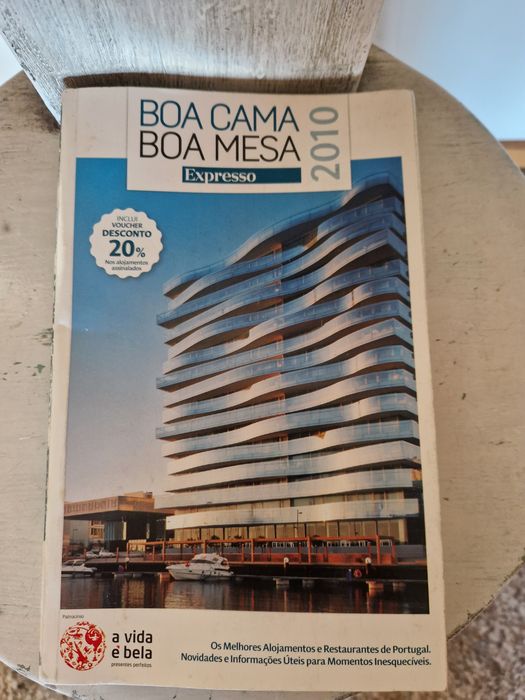 BOA CAMA
BOA MESA
2010
Expresso
INCLUI
VOUCHER
DESCONTO
20%
Nos alojamentos
assinalados
Patrocínio
a vida
é bela
presentes perfeitos
Os Melhores Alojamentos e Restaurantes de Portugal.
Novidades e Informações Úteis para Momentos Inesquecíveis.